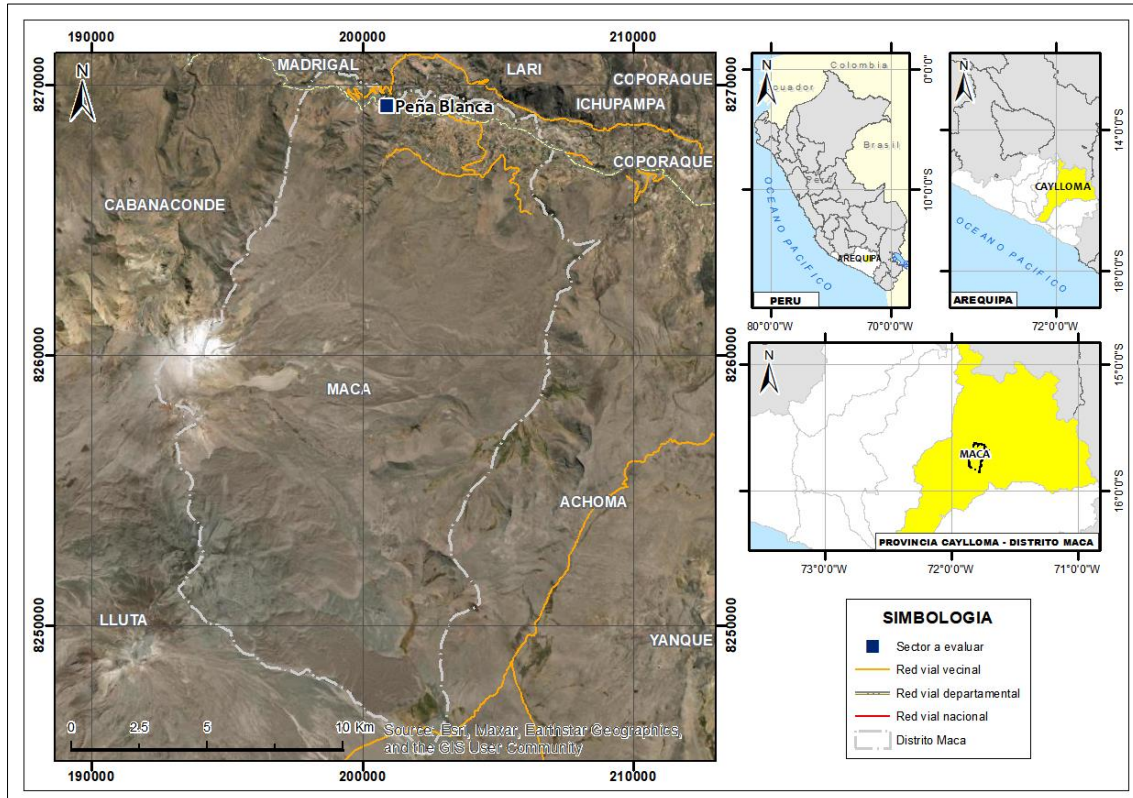 190000
200000
210000
N
MADRIGAL
LARI
COPORAQUE
ICHUPAMPA
Peña Blanca
COPORAQUE
CABANACONDE
MACA
ACHOMA
LLUTA
YANQUE
8270000
8260000
8250000
8270000
8260000
8250000
0
2.5
5
10 Km
Source: Esri, Maxar, Earthstar Geographics,
and the GIS User Community
190000
200000
210000
N
Colombia
Brasil
OCEANO PACIFICO
AREQUIPA
PERU
0°0'0"
10°0'0"S
80°0'0"W
70°0'0"W
N
CAYLLOMA
OCEANO PACIFICO
AREQUIPA
14°0'0"S
18°0'0"S
72°0'0"W
N
MACA
PROVINCIA CAYLLOMA - DISTRITO MACA
15°0'0"S
16°0'0"S
73°0'0"W
72°0'0"W
71°0'0"W
SIMBOLOGIA
Sector a evaluar
Red vial vecinal
Red vial departamental
Red vial nacional
Distrito Maca